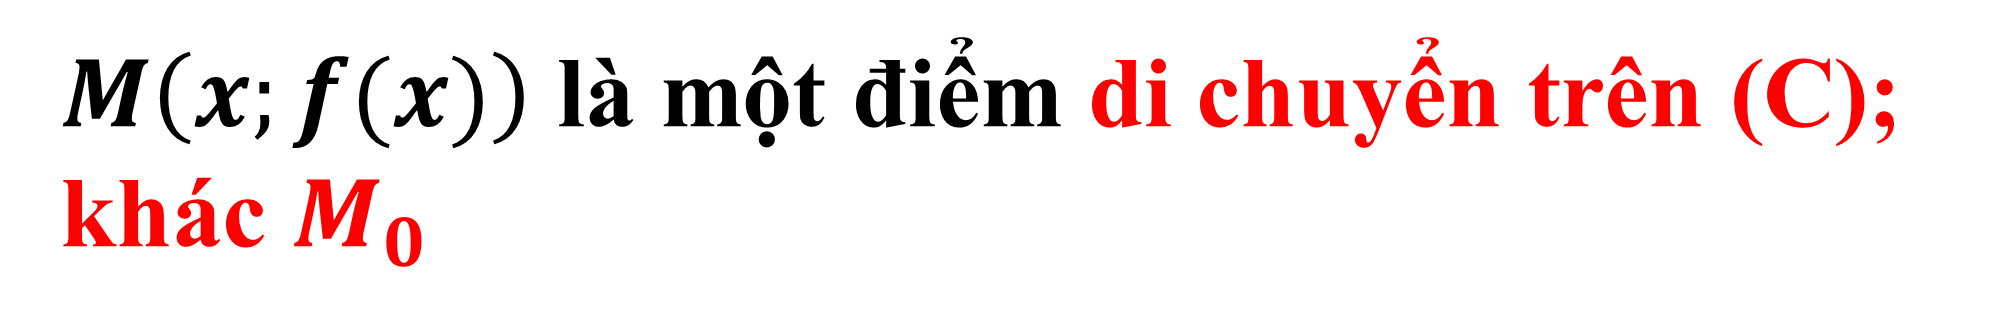 M(x; f(x)) là một điểm di chuyển trên (C);
khác M₀